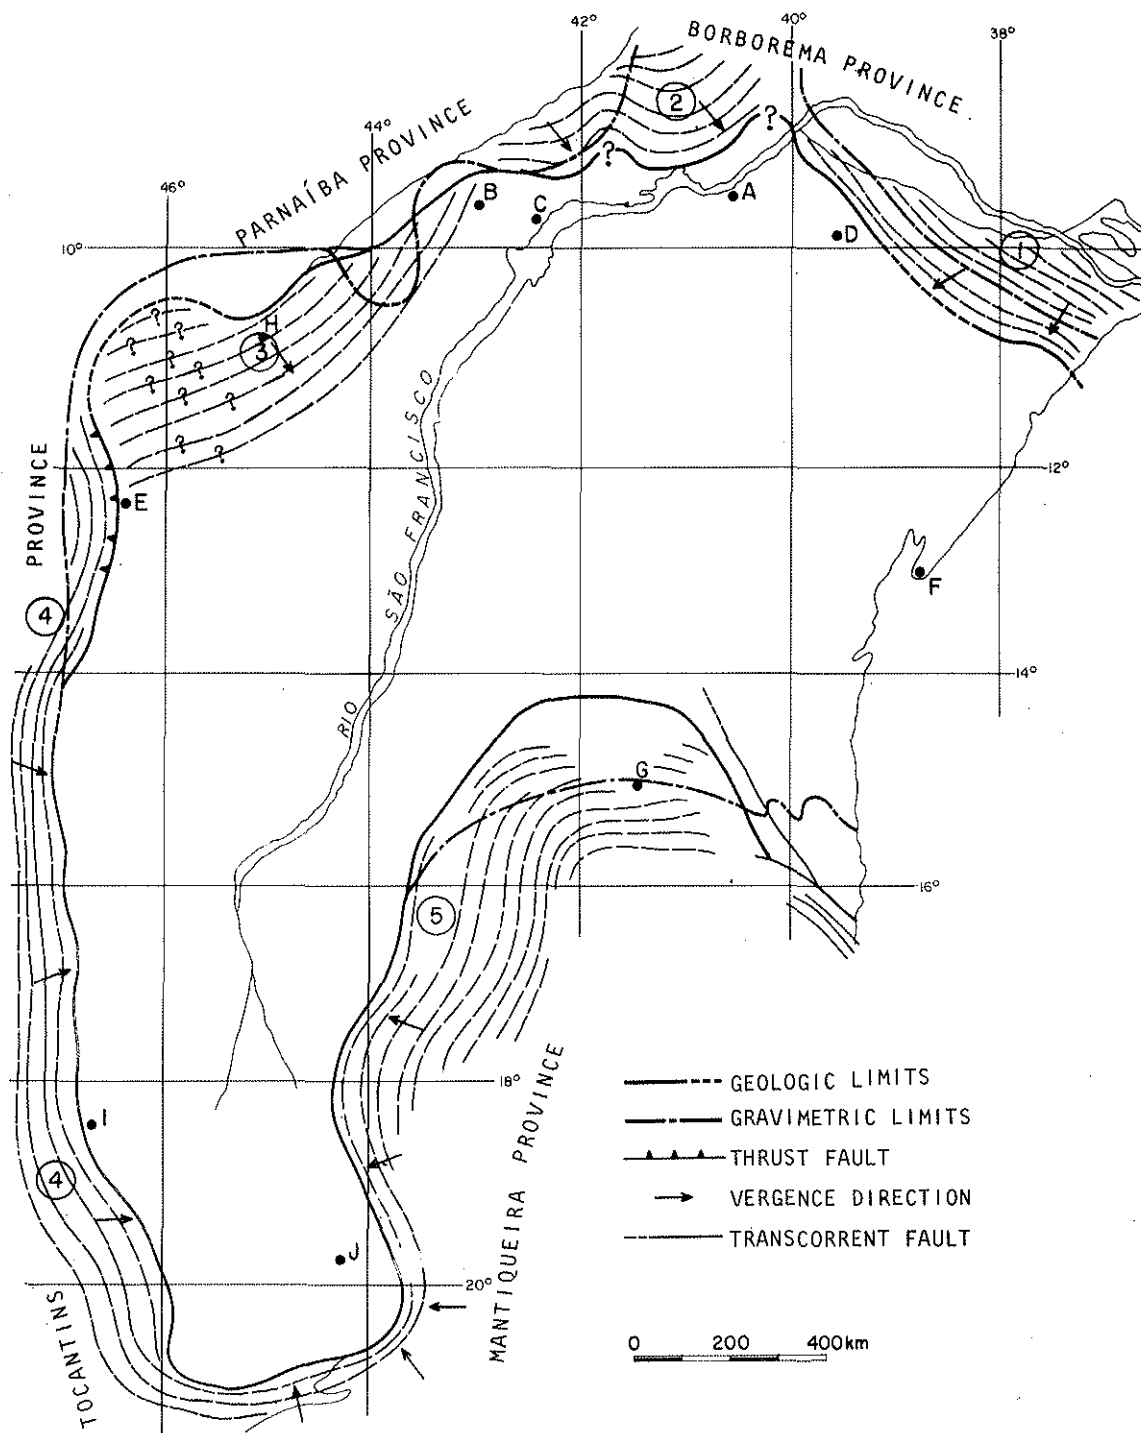 42°
40°
38°
BORBOREMA PROVINCE
2
?
?
44°
PARNAÍBA PROVINCE
46°
B
C
A
D
10°
1
H
3
?
?
?
?
?
?
?
?
?
?
12°
E
PROVINCE
4
RIO SÃO FRANCISCO
F
14°
G
16°
5
18°
I
4
J
20°
MANTIQUEIRA PROVINCE
TOCANTINS
GEOLOGIC LIMITS
GRAVIMETRIC LIMITS
THRUST FAULT
VERGENCE DIRECTION
TRANSCORRENT FAULT
0 200 400km